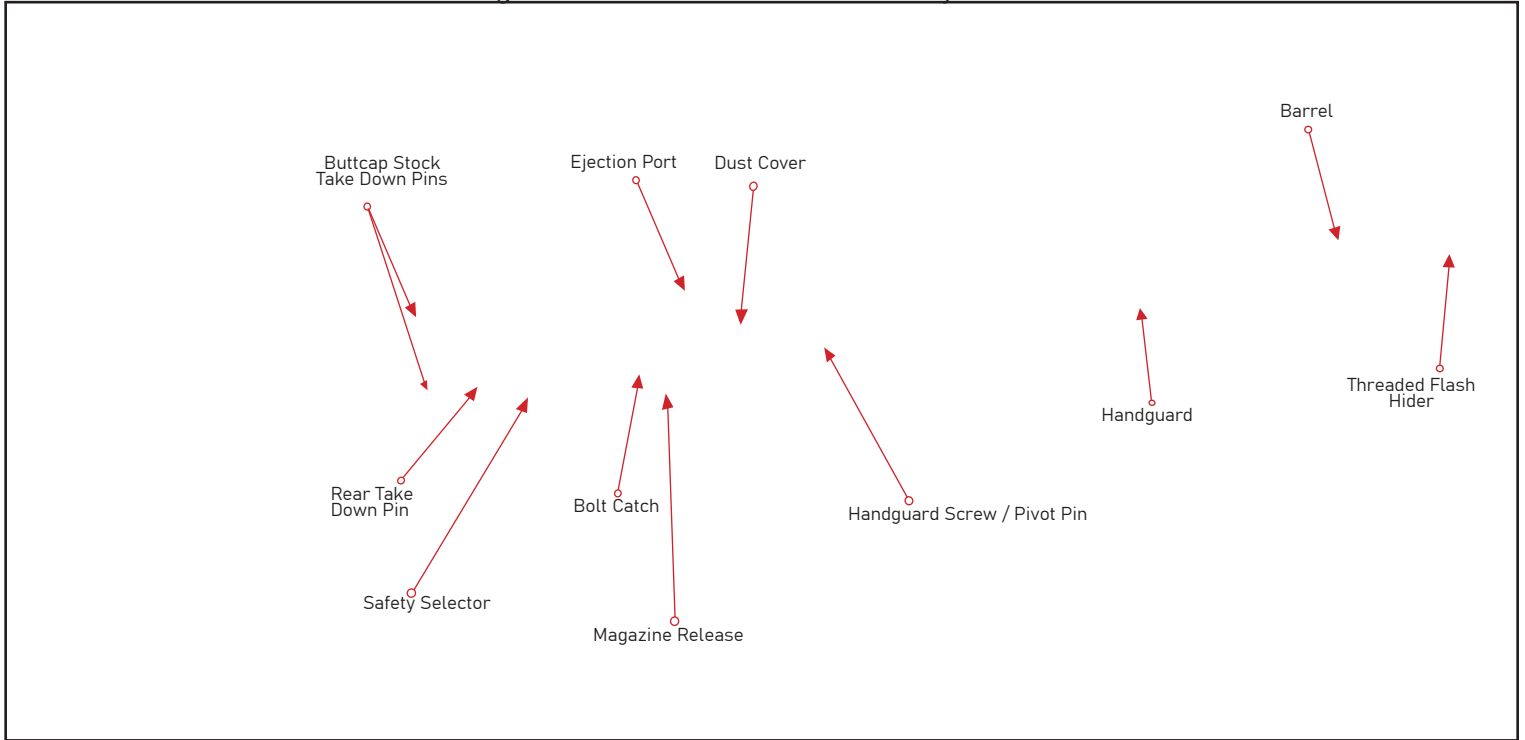 Barrel
Buttcap Stock
Take Down Pins
Ejection Port
Dust Cover
Threaded Flash
Hider
Handguard
Rear Take
Down Pin
Bolt Catch
Handguard Screw / Pivot Pin
Safety Selector
Magazine Release